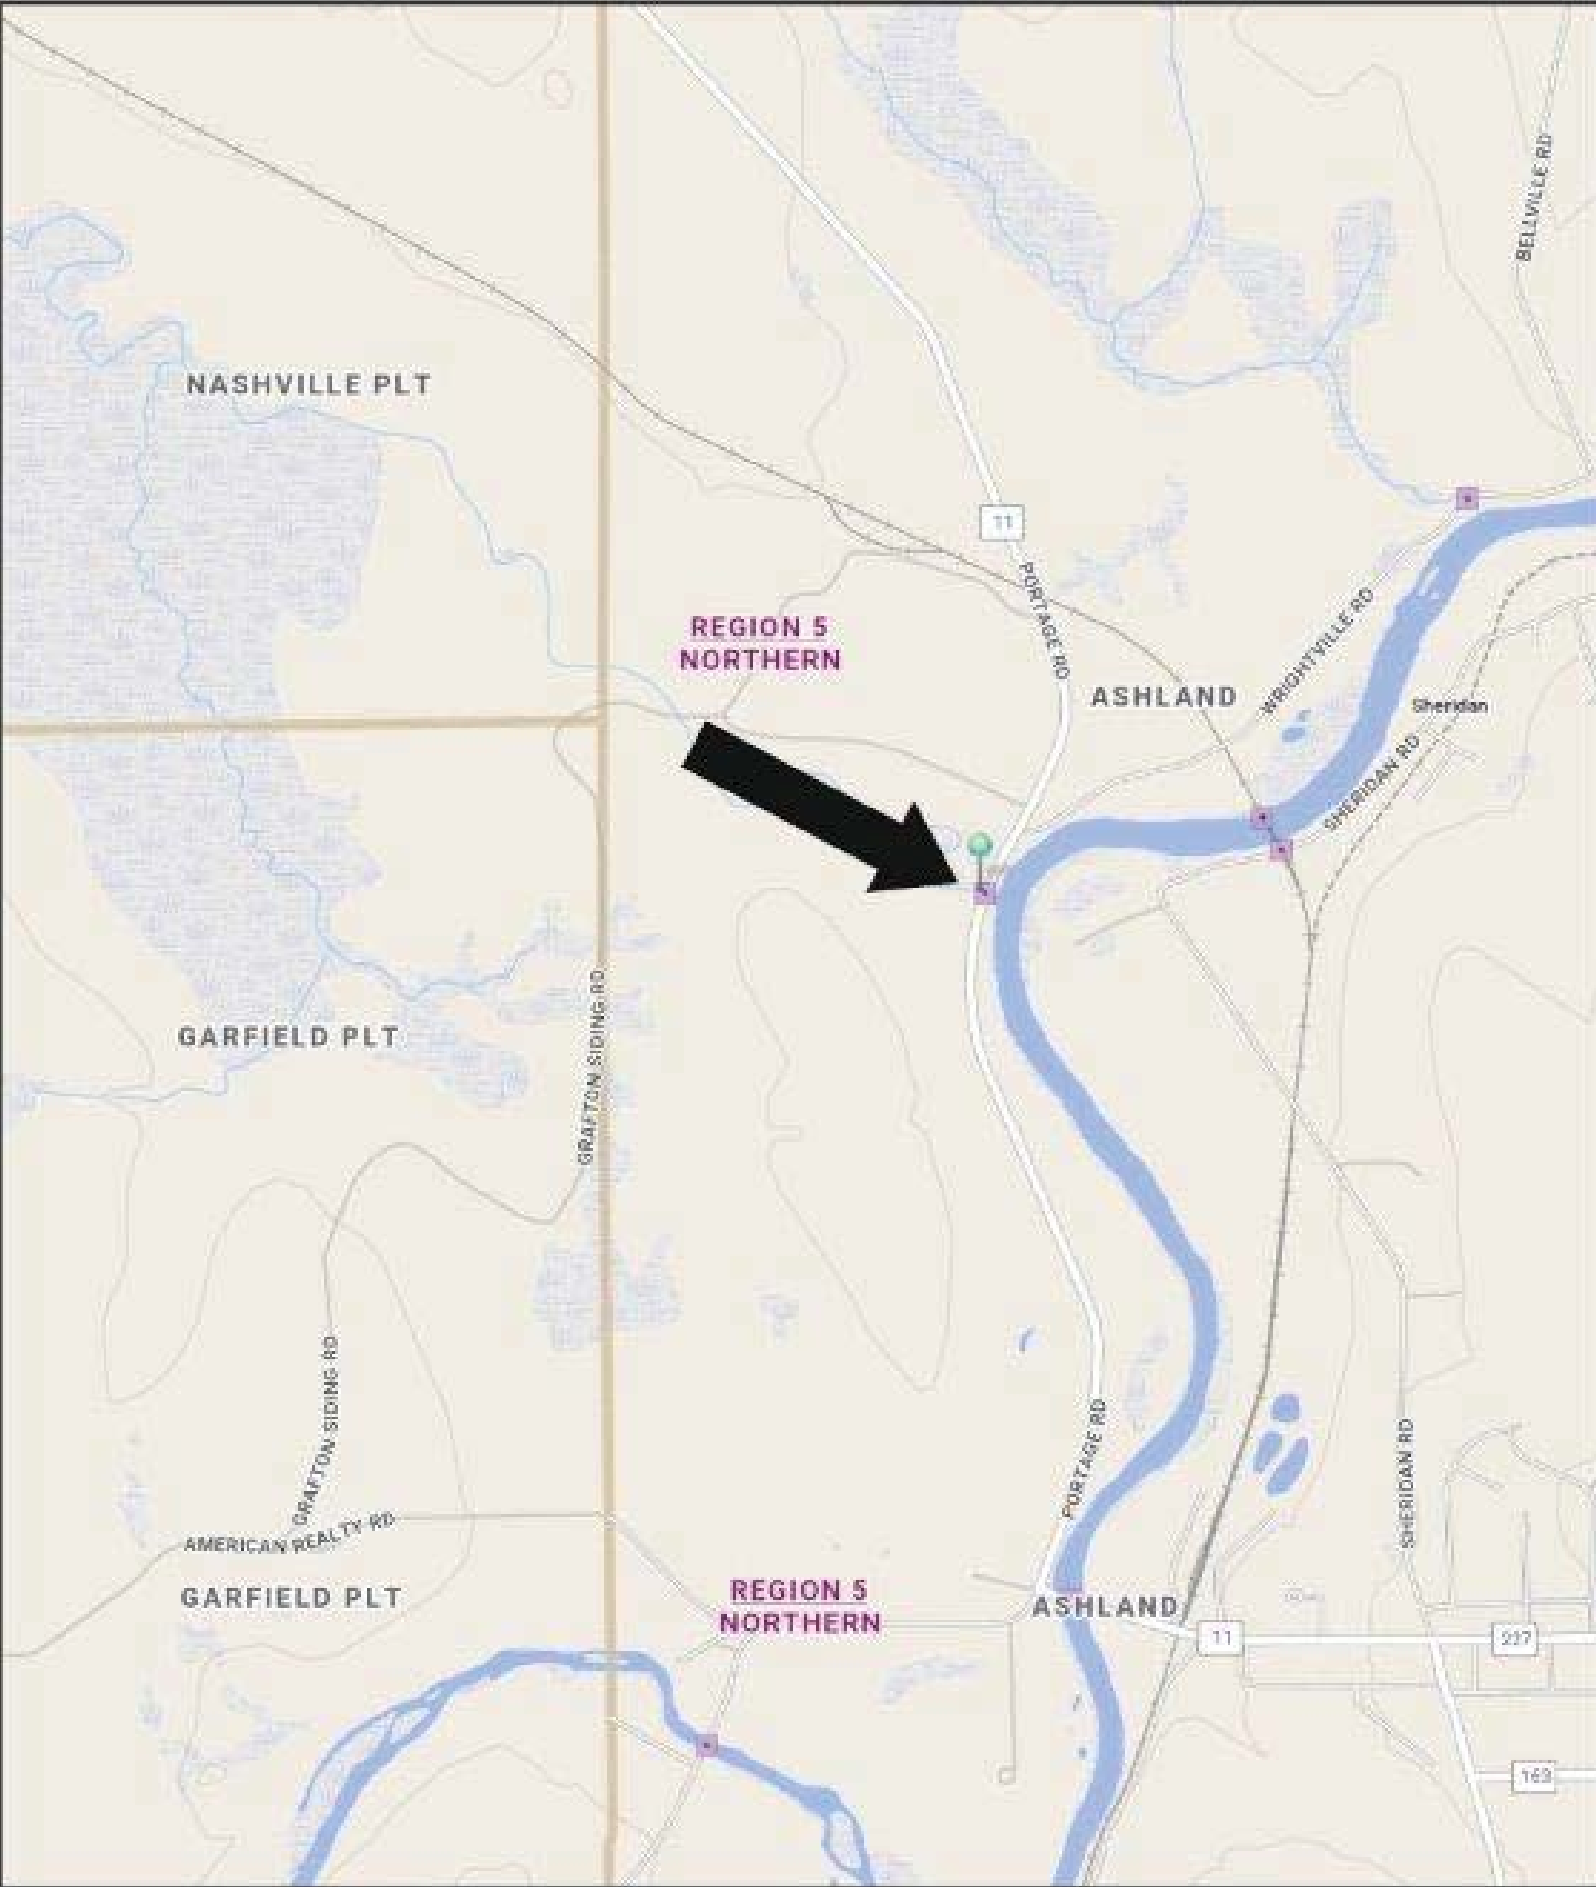 BELLVILLE RD
NASHVILLE PLT
11
PORTAGE RD
REGION 5
NORTHERN
ASHLAND
WRIGHTVILLE RD
Sheridan
SHERIDAN RD
GRAFTON SIDING RD
GARFIELD PLT
GRAFTON SIDING RD
PORTAGE RD
SHERIDAN RD
AMERICAN REALTY RD
GARFIELD PLT
REGION 5
NORTHERN
ASHLAND
11
227
163